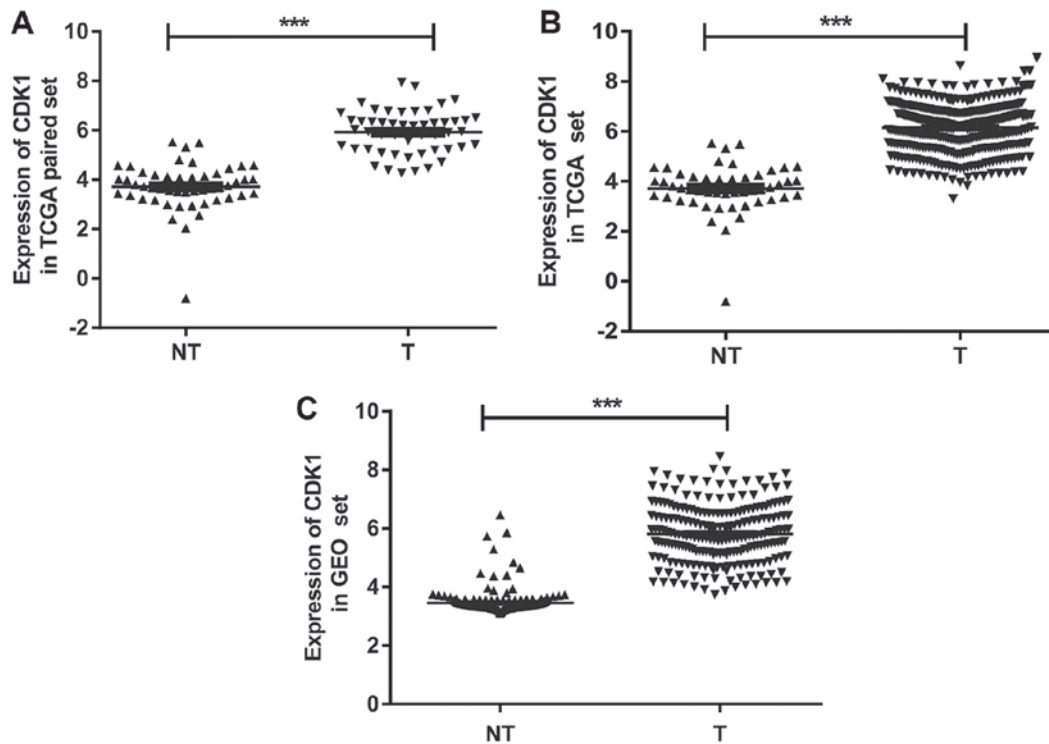 A
Expression of CDK1
in TCGA paired set
10
8
6
4
2
0
-2
***
NT
T
B
Expression of CDK1
in TCGA set
10
8
6
4
2
0
-2
***
NT
T
C
Expression of CDK1
in GEO set
10
8
6
4
2
0
***
NT
T